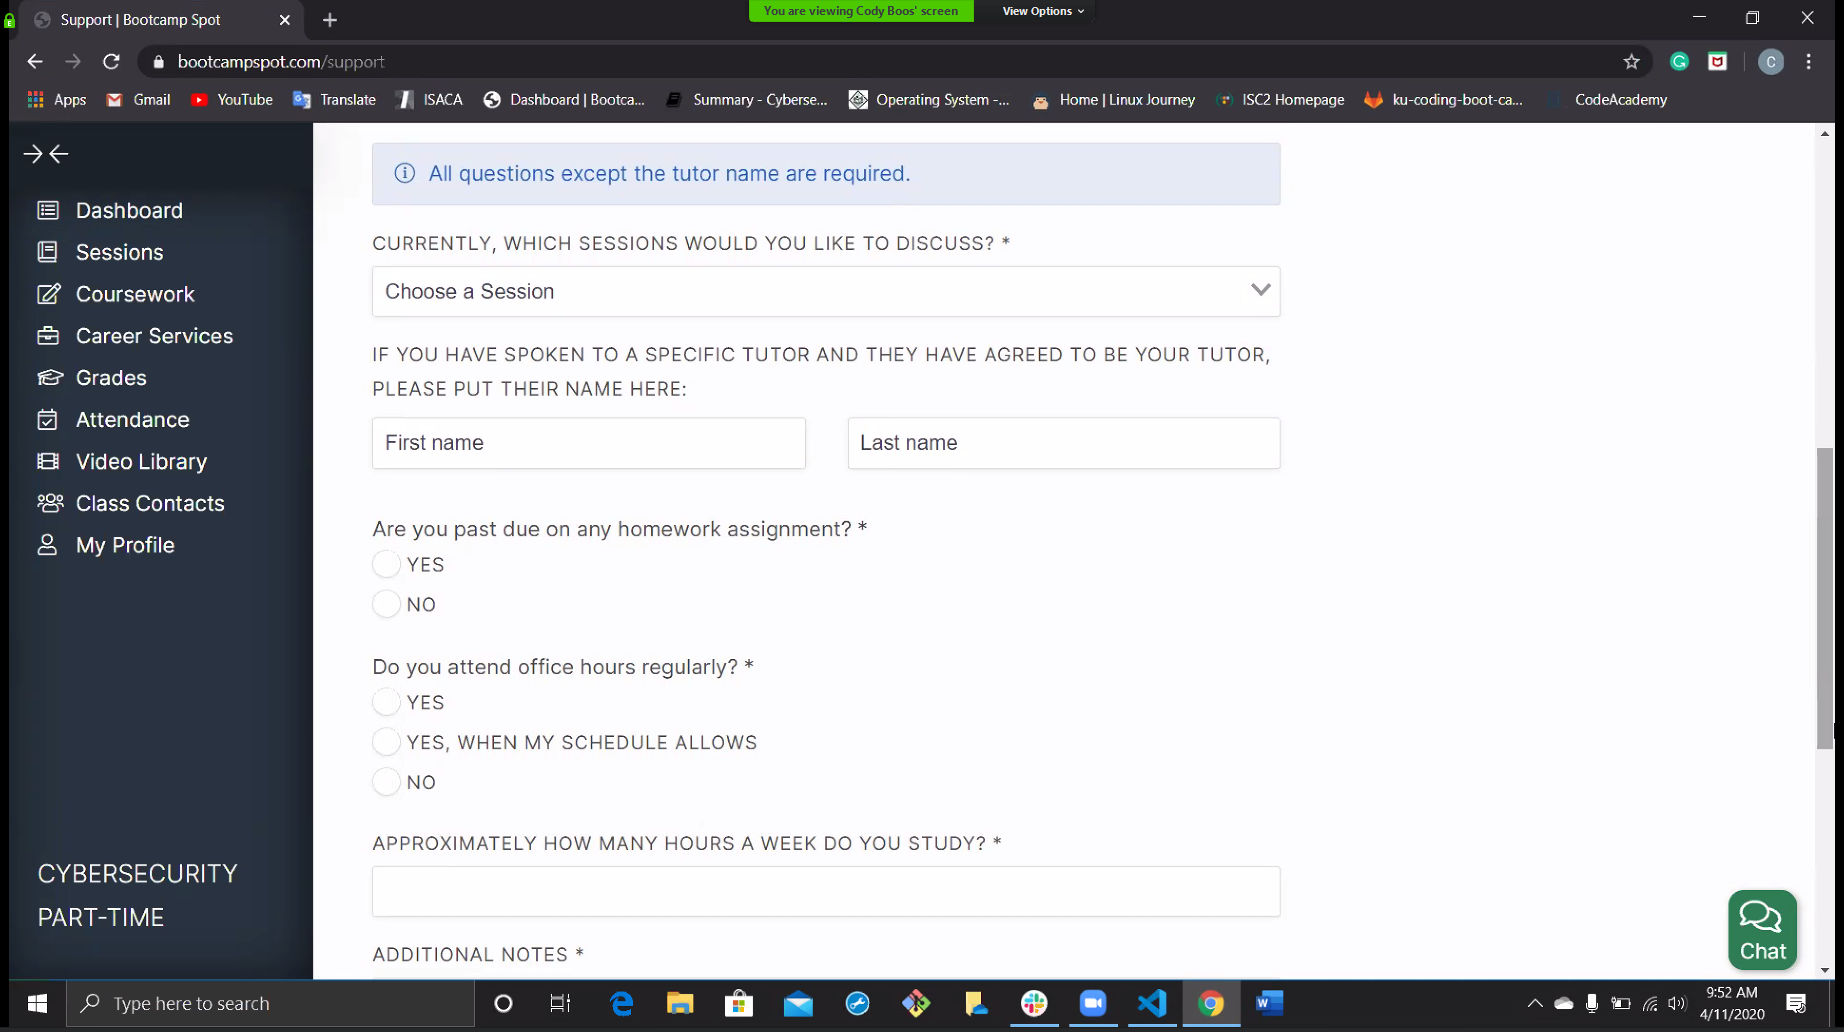 Support | Bootcamp Spot
You are viewing Cody Boos' screen
View Options
bootcampspot.com/support
C
Apps
Gmail
YouTube
Translate
ISACA
Dashboard | Bootca...
Summary - Cyberse...
Operating System -...
Home | Linux Journey
ISC2 Homepage
ku-coding-boot-ca...
CodeAcademy
Dashboard
Sessions
Coursework
Career Services
Grades
Attendance
Video Library
Class Contacts
My Profile
CYBERSECURITY
PART-TIME
All questions except the tutor name are required.
CURRENTLY, WHICH SESSIONS WOULD YOU LIKE TO DISCUSS? *
Choose a Session
IF YOU HAVE SPOKEN TO A SPECIFIC TUTOR AND THEY HAVE AGREED TO BE YOUR TUTOR,
PLEASE PUT THEIR NAME HERE:
First name
Last name
Are you past due on any homework assignment? *
YES
NO
Do you attend office hours regularly? *
YES
YES, WHEN MY SCHEDULE ALLOWS
NO
APPROXIMATELY HOW MANY HOURS A WEEK DO YOU STUDY? *
ADDITIONAL NOTES *
Chat
Type here to search
9:52 AM
4/11/2020